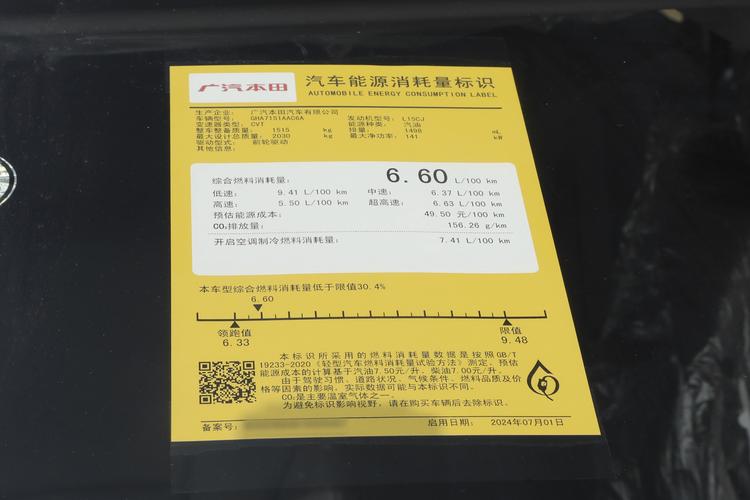 广汽本田
汽车能源消耗量标识
AUTOMOBILE ENERGY CONSUMPTION LABEL
生产企业： 广汽本田汽车有限公司
车辆型号： GHA7151AAC6A 发动机型号： L15CJ
变速器类型： CVT 能源种类： 汽油
整车整备质量： 1515 kg 排量： 1498 mL
最大设计总质量： 2030 kg 最大净功率： 141 kW
驱动型式： 前轮驱动
其他信息：
综合燃料消耗量： 6.60 L/100 km
低速： 9.41 L/100 km 中速： 6.37 L/100 km
高速： 5.50 L/100 km 超高速： 6.63 L/100 km
预估能源成本： 49.50 元/100 km
CO₂排放量： 156.26 g/km
开启空调制冷燃料消耗量： 7.41 L/100 km
本车型综合燃料消耗量低于限值30.4%
6.60
领跑值 限值
6.33 9.48
本标识所采用的燃料消耗量数据是按照GB/T
19233-2020《轻型汽车燃料消耗量试验方法》测定。预估
能源成本的计算基于汽油7.50元/升，柴油7.00元/升。
由于驾驶习惯、道路状况、气候条件、燃料品质及价
格等因素的影响，实际数据可能与本标识不同。
CO₂是主要温室气体之一。
为避免标识影响视野，请在购买车辆后去除标识。
备案号： 启用日期： 2024年07月01日